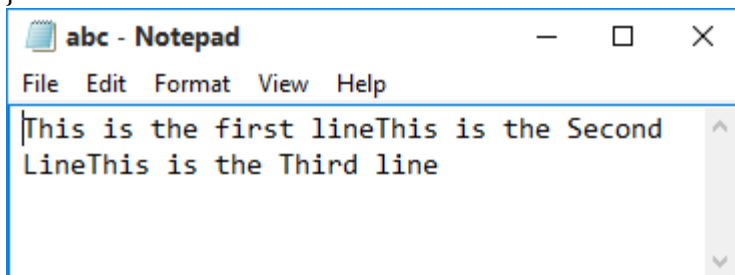 abc - Notepad
File Edit Format View Help
This is the first lineThis is the Second
LineThis is the Third line